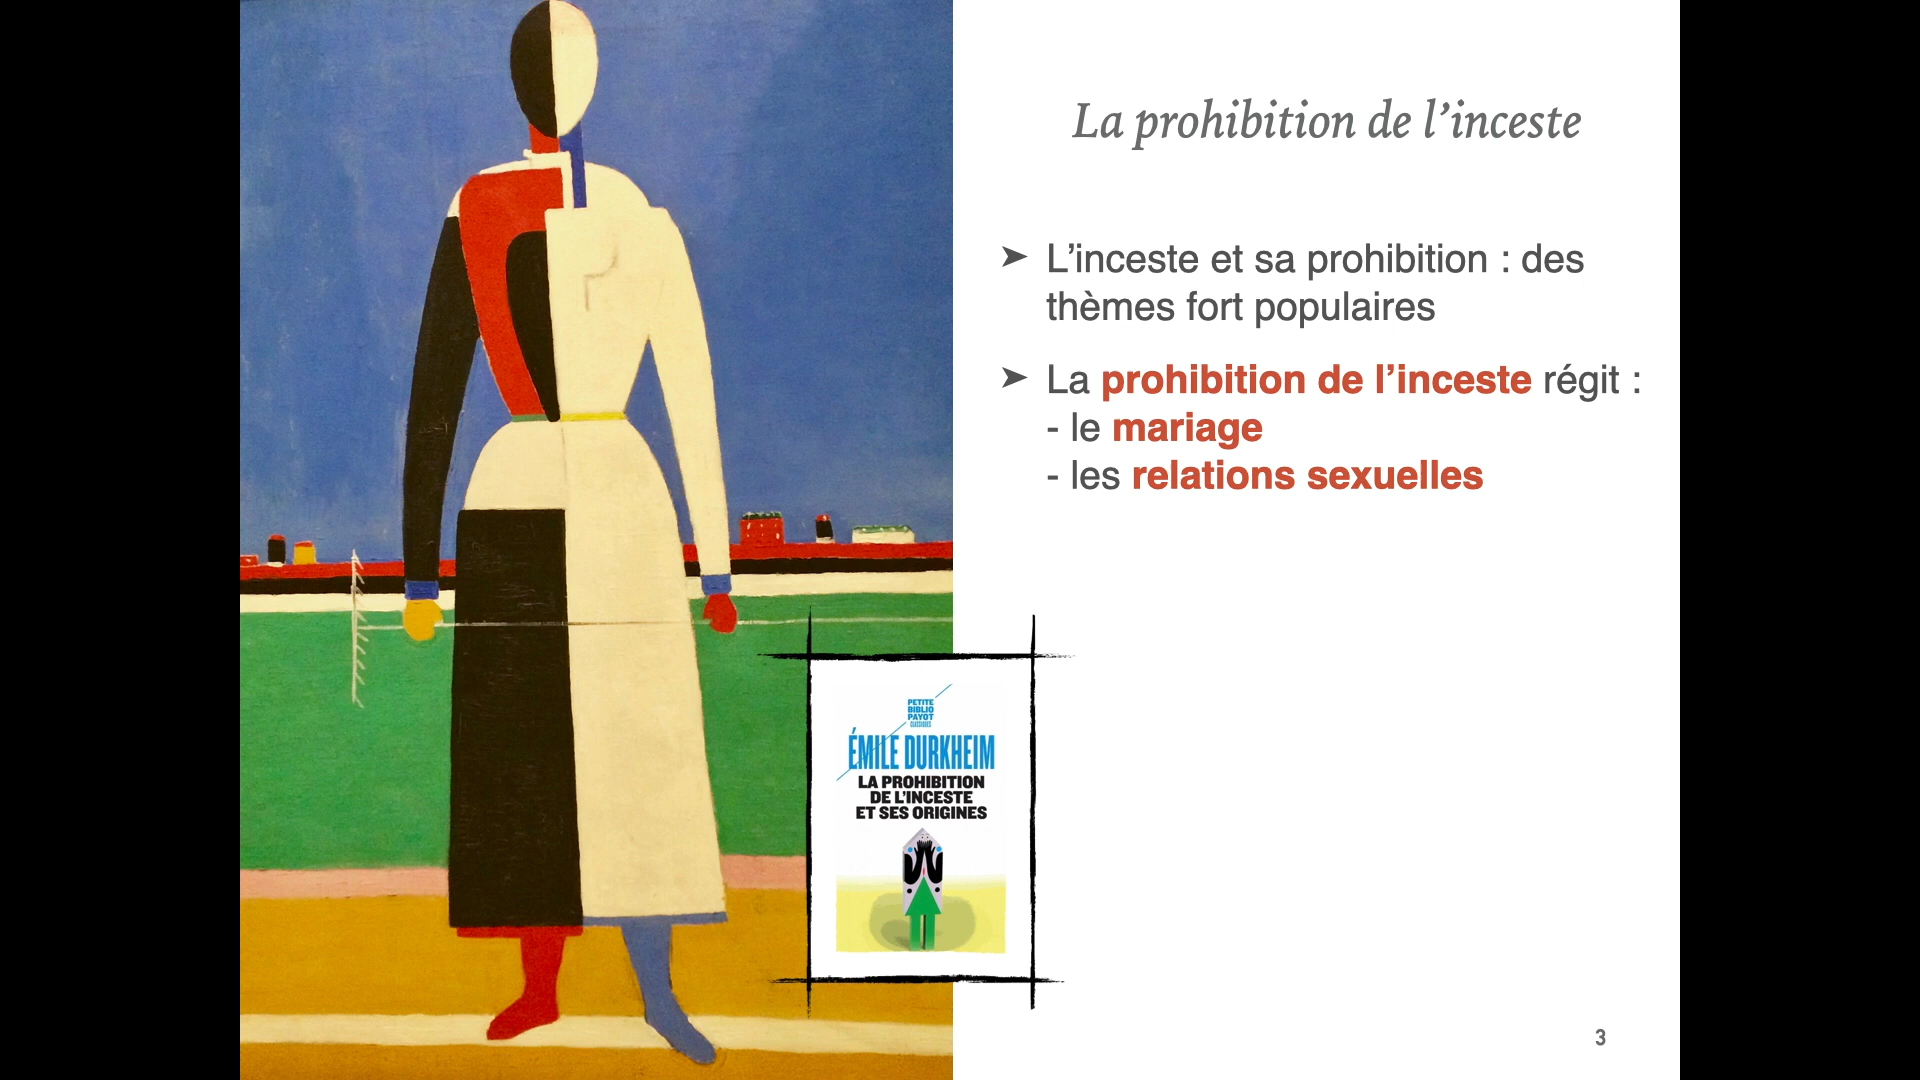 La prohibition de l’inceste
➤ L’inceste et sa prohibition : des
thèmes fort populaires
➤ La prohibition de l’inceste régit :
- le mariage
- les relations sexuelles
PETITE
BIBLIO
PAYOT
CLASSIQUES
ÉMILE DURKHEIM
LA PROHIBITION
DE L’INCESTE
ET SES ORIGINES
3